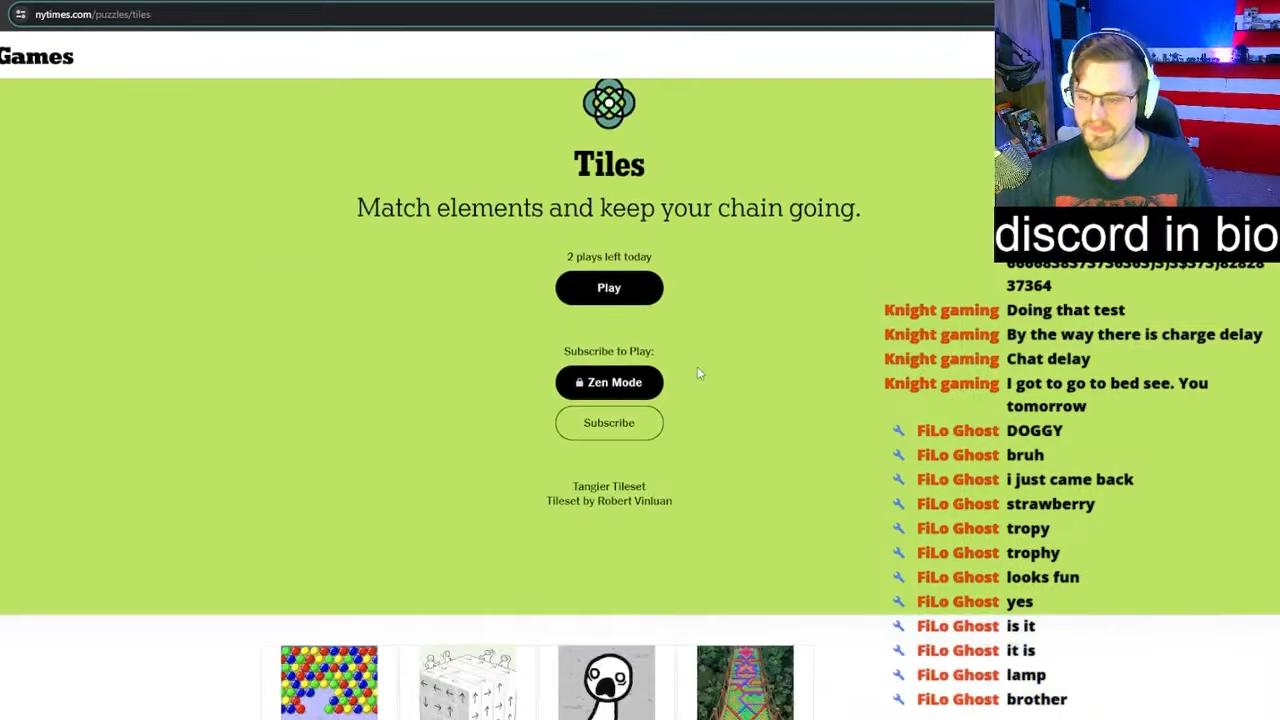 nytimes.com/puzzles/tiles
Games
Tiles
Match elements and keep your chain going.
2 plays left today
Play
Subscribe to Play:
Zen Mode
Subscribe
Tangier Tileset
Tileset by Robert Vinluan
discord in bio
37364
Knight gaming Doing that test
Knight gaming By the way there is charge delay
Knight gaming Chat delay
Knight gaming I got to go to bed see. You
tomorrow
FiLo Ghost DOGGY
FiLo Ghost bruh
FiLo Ghost i just came back
FiLo Ghost strawberry
FiLo Ghost tropy
FiLo Ghost trophy
FiLo Ghost looks fun
FiLo Ghost yes
FiLo Ghost is it
FiLo Ghost it is
FiLo Ghost lamp
FiLo Ghost brother